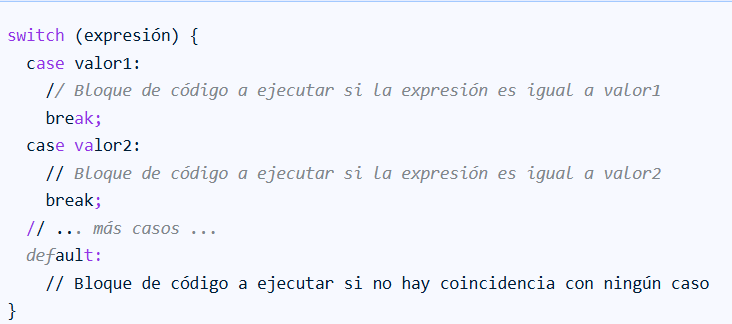 switch (expresión) {
  case valor1:
    // Bloque de código a ejecutar si la expresión es igual a valor1
    break;
  case valor2:
    // Bloque de código a ejecutar si la expresión es igual a valor2
    break;
  // ... más casos ...
  default:
    // Bloque de código a ejecutar si no hay coincidencia con ningún caso
}